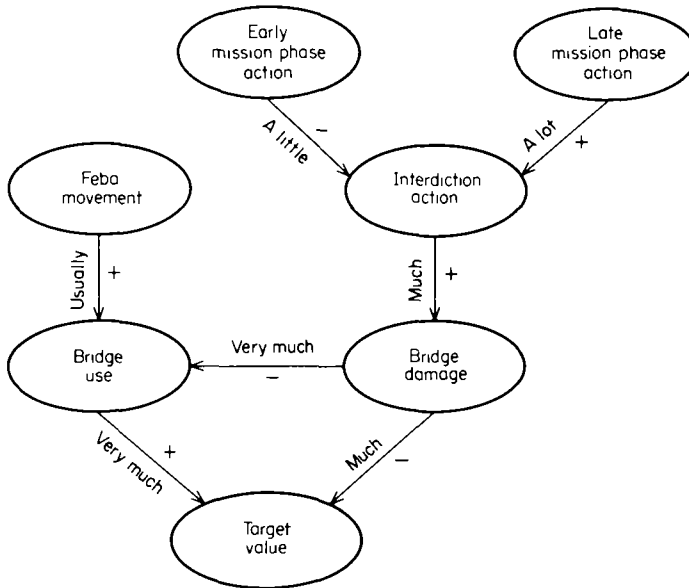 Early
mission phase
action
Late
mission phase
action
−
A little
A lot
+
Feba
movement
Interdiction
action
Usually
+
Much
+
Bridge
use
Very much
−
Bridge
damage
Very much
+
Much
−
Target
value